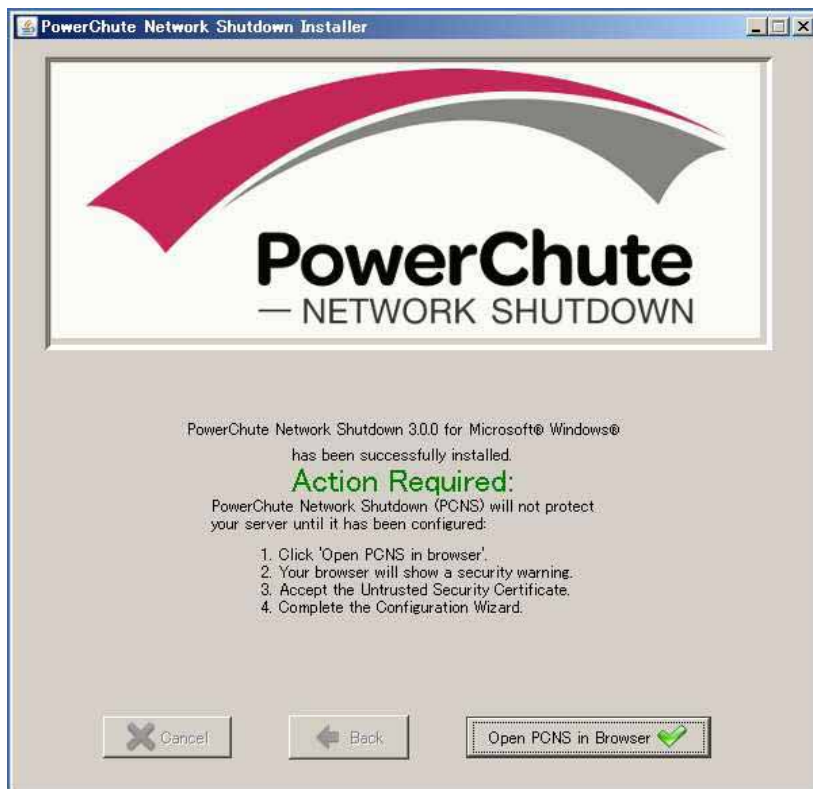 PowerChute Network Shutdown Installer
PowerChute
— NETWORK SHUTDOWN
PowerChute Network Shutdown 3.0.0 for Microsoft® Windows®
has been successfully installed.
Action Required:
PowerChute Network Shutdown (PCNS) will not protect
your server until it has been configured:
1. Click 'Open PCNS in browser'.
2. Your browser will show a security warning.
3. Accept the Untrusted Security Certificate.
4. Complete the Configuration Wizard.
Cancel
Back
Open PCNS in Browser